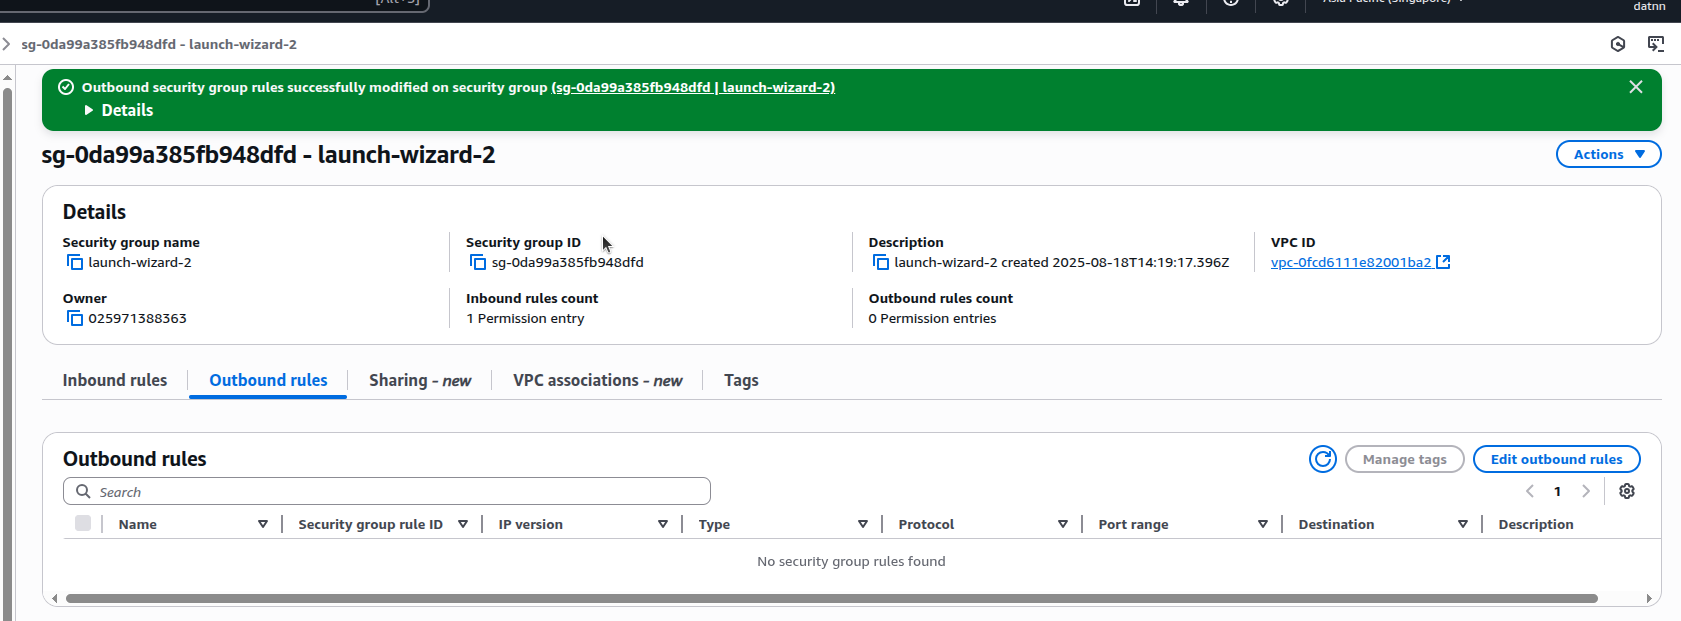 [Alt+S]
Asia Pacific (Singapore)
datnn
sg-0da99a385fb948dfd - launch-wizard-2
Outbound security group rules successfully modified on security group (sg-0da99a385fb948dfd | launch-wizard-2)
Details
sg-0da99a385fb948dfd - launch-wizard-2
Actions
Details
Security group name
launch-wizard-2
Security group ID
sg-0da99a385fb948dfd
Description
launch-wizard-2 created 2025-08-18T14:19:17.396Z
VPC ID
vpc-0fcd6111e82001ba2
Owner
025971388363
Inbound rules count
1 Permission entry
Outbound rules count
0 Permission entries
Inbound rules
Outbound rules
Sharing - new
VPC associations - new
Tags
Outbound rules
Manage tags
Edit outbound rules
Search
1
Name
Security group rule ID
IP version
Type
Protocol
Port range
Destination
Description
No security group rules found